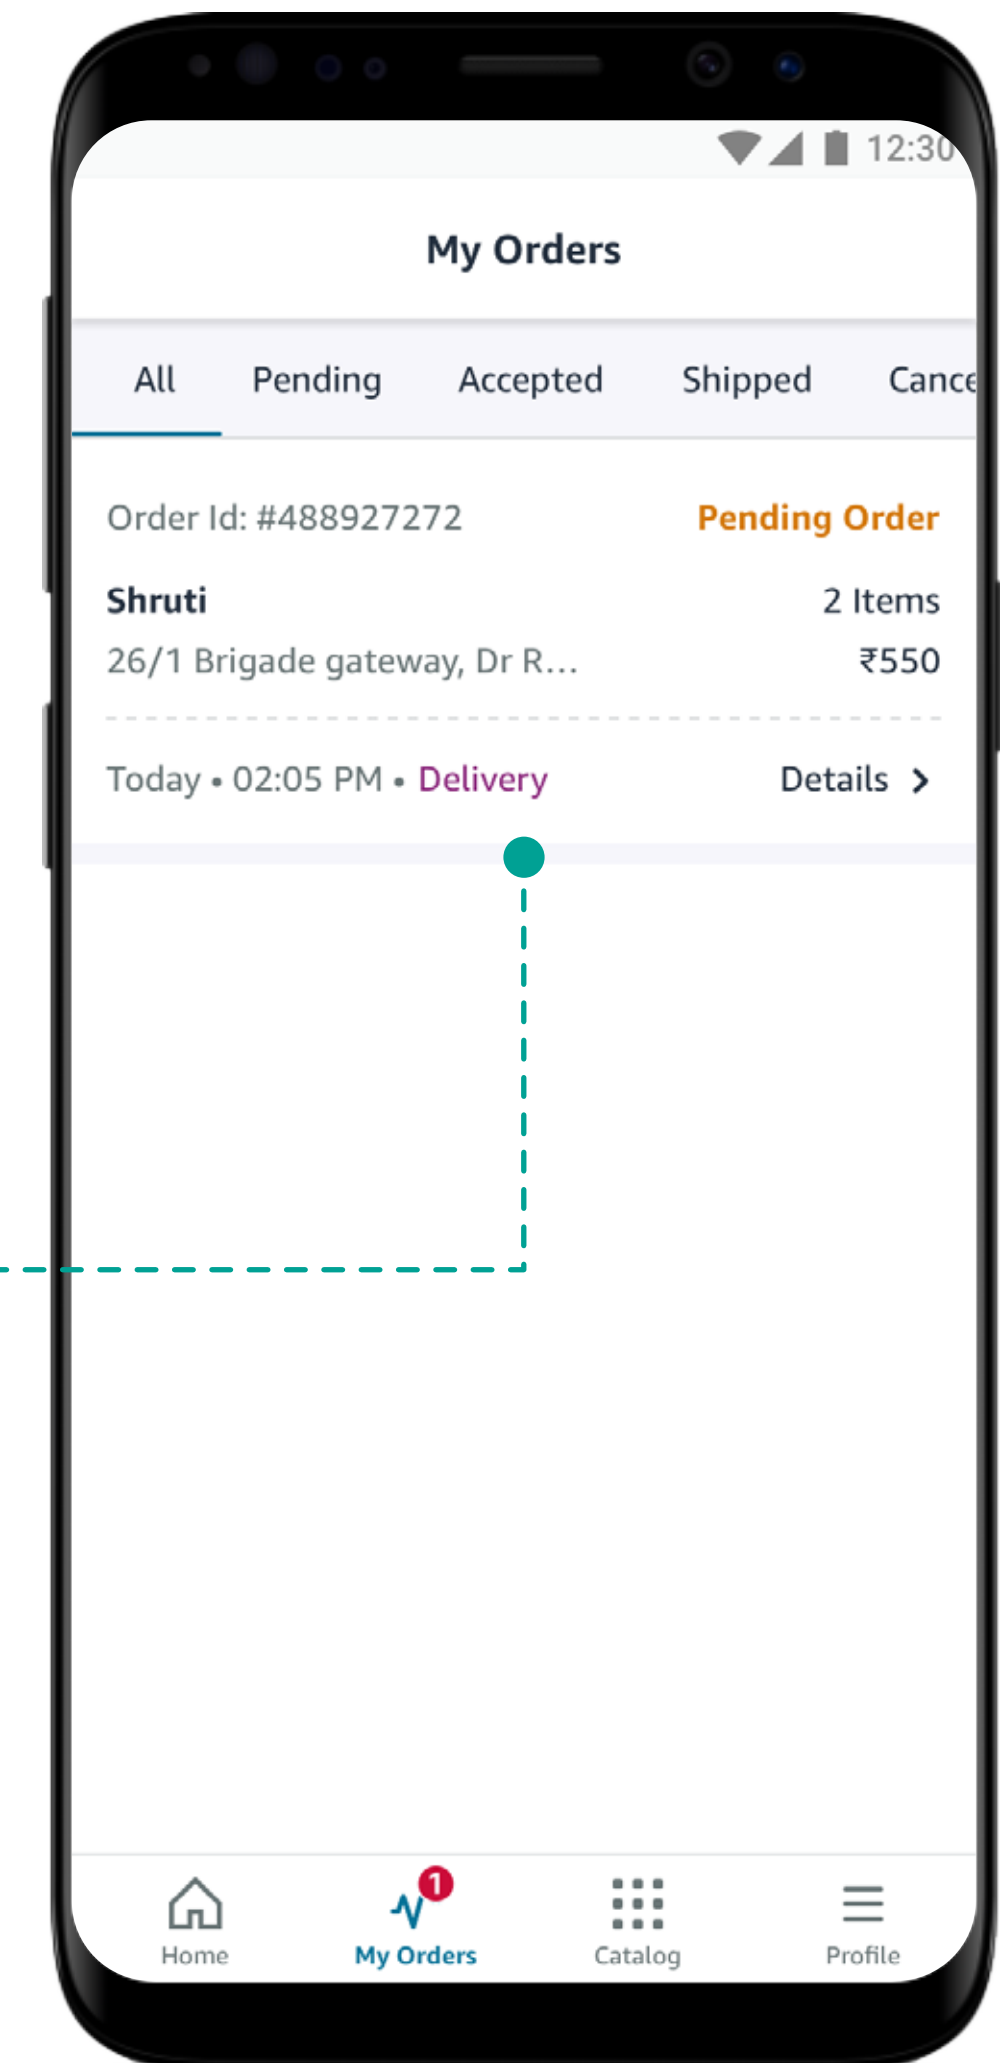 12:30
My Orders
All Pending Accepted Shipped Cance
Order Id: #488927272 Pending Order
Shruti 2 Items
26/1 Brigade gateway, Dr R... ₹550
Today • 02:05 PM • Delivery Details >
1
Home My Orders Catalog Profile